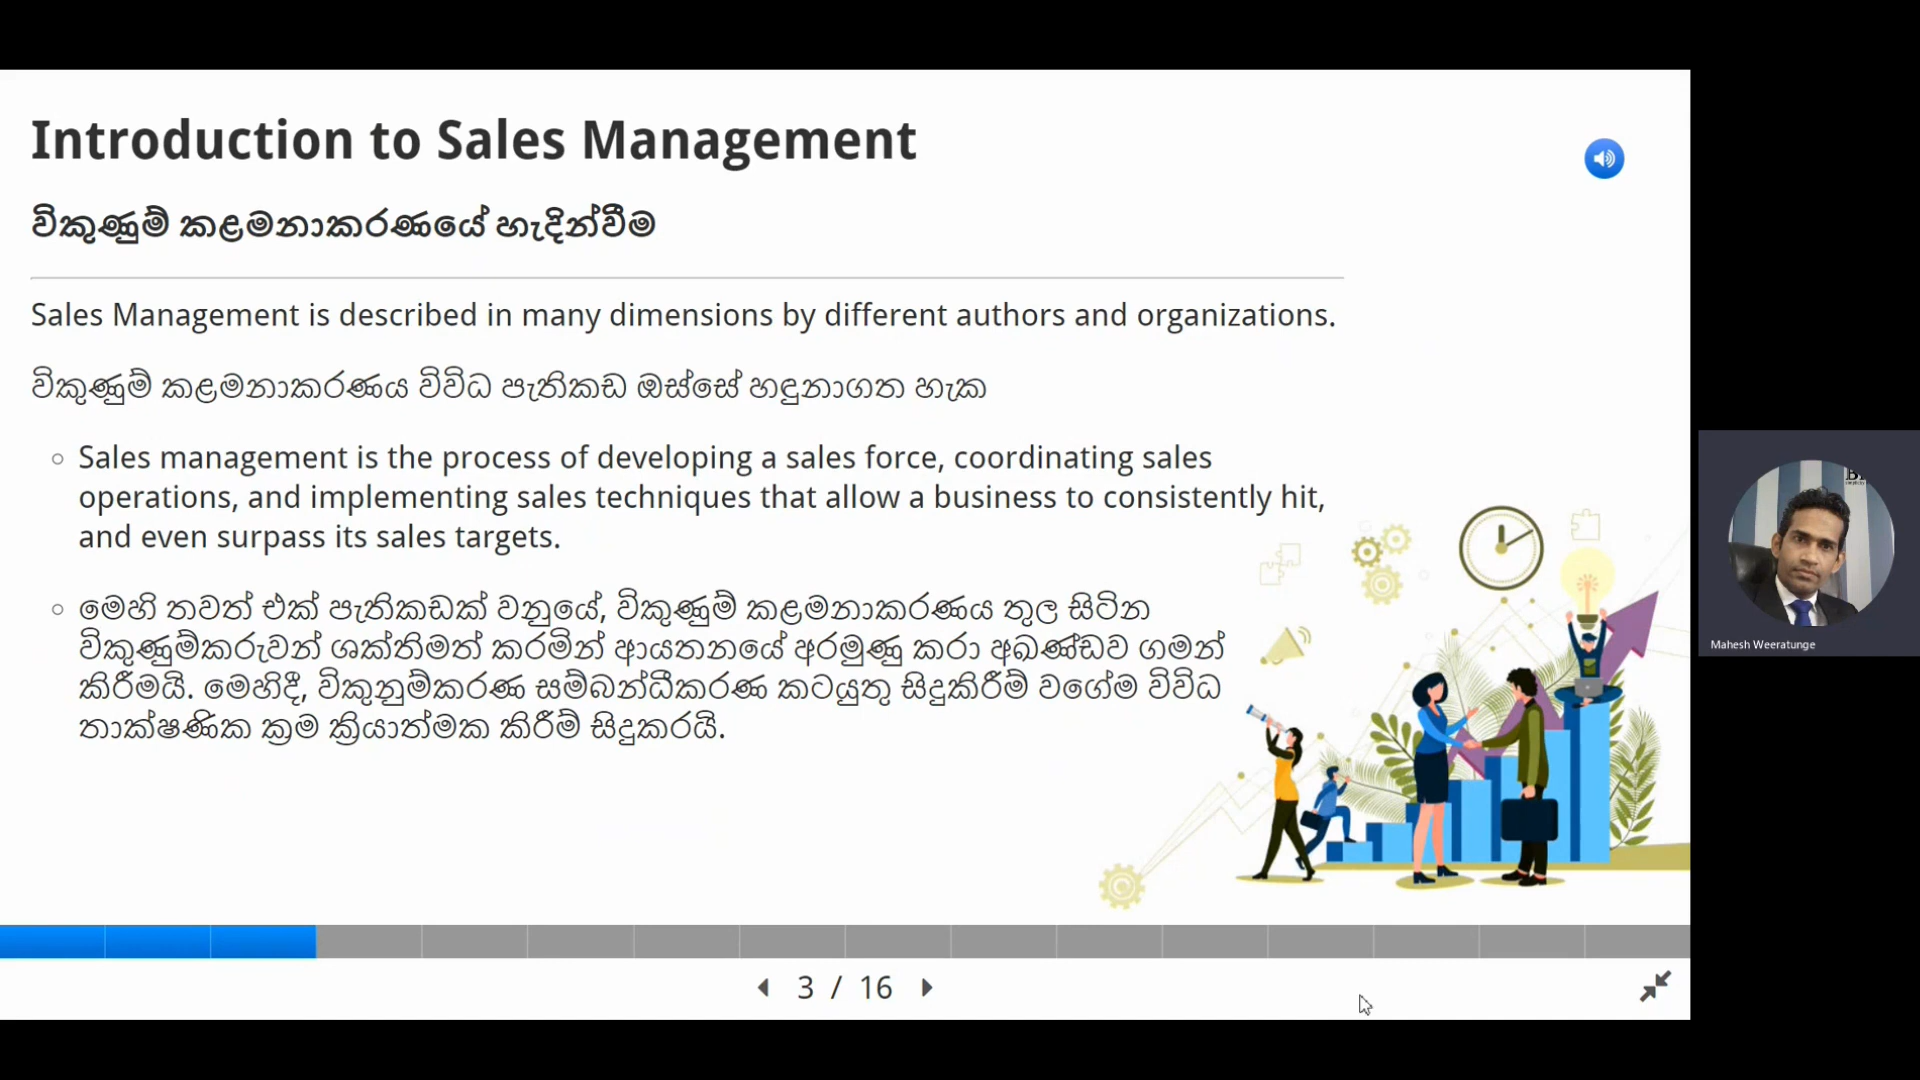 Introduction to Sales Management
විකුණුම් කළමනාකරණයේ හැදින්වීම
Sales Management is described in many dimensions by different authors and organizations.
විකුණුම් කළමනාකරණය විවිධ පැතිකඩ ඔස්සේ හඳුනාගත හැක
Sales management is the process of developing a sales force, coordinating sales
operations, and implementing sales techniques that allow a business to consistently hit,
and even surpass its sales targets.
මෙහි තවත් එක් පැතිකඩක් වනුයේ, විකුණුම් කළමනාකරණය තුල සිටින
විකුණුම්කරුවන් ශක්තිමත් කරමින් ආයතනයේ අරමුණු කරා අඛණ්ඩව ගමන්
කිරීමයි. මෙහිදී, විකුනුම්කරණ සම්බන්ධීකරණ කටයුතු සිදුකිරීම් වගේම විවිධ
තාක්ෂණික ක්‍රම ක්‍රියාත්මක කිරීම් සිදුකරයි.
Mahesh Weeratunge
3 / 16